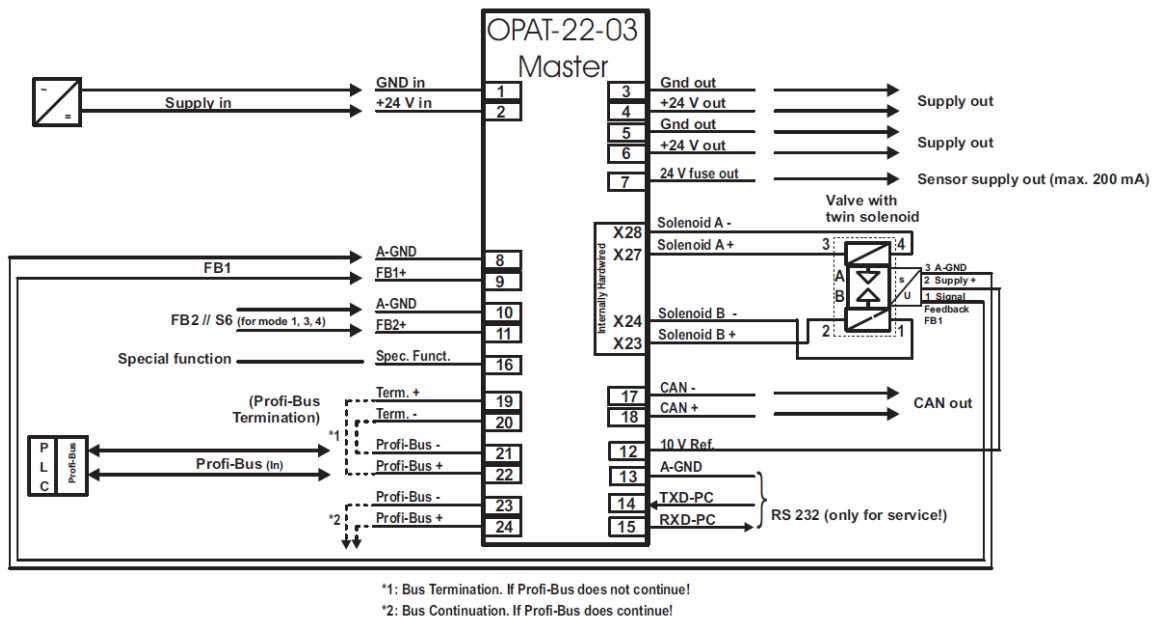 OPAT-22-03
Master
GND in
1
3
Gnd out
~
=
Supply in
+24 V in
2
4
+24 V out
Supply out
5
Gnd out
6
+24 V out
Supply out
7
24 V fuse out
Sensor supply out (max. 200 mA)
Valve with
twin solenoid
Internally Hardwired
X28
Solenoid A -
X27
Solenoid A +
3
4
A
B
s
U
3 A-GND
2 Supply +
1 Signal
Feedback
FB1
X24
Solenoid B -
X23
Solenoid B +
2
1
A-GND
8
FB1
FB1+
9
A-GND
10
FB2 // S6 (for mode 1, 3, 4)
FB2+
11
Special function
Spec. Funct.
16
(Profi-Bus
Termination)
Term. +
19
Term. -
20
*1
Profi-Bus -
21
Profi-Bus +
22
PLC
Profi-Bus
Profi-Bus (In)
Profi-Bus -
23
*2
Profi-Bus +
24
17
CAN -
18
CAN +
CAN out
12
10 V Ref.
13
A-GND
14
TXD-PC
15
RXD-PC
RS 232 (only for service!)
*1: Bus Termination. If Profi-Bus does not continue!
*2: Bus Continuation. If Profi-Bus does continue!